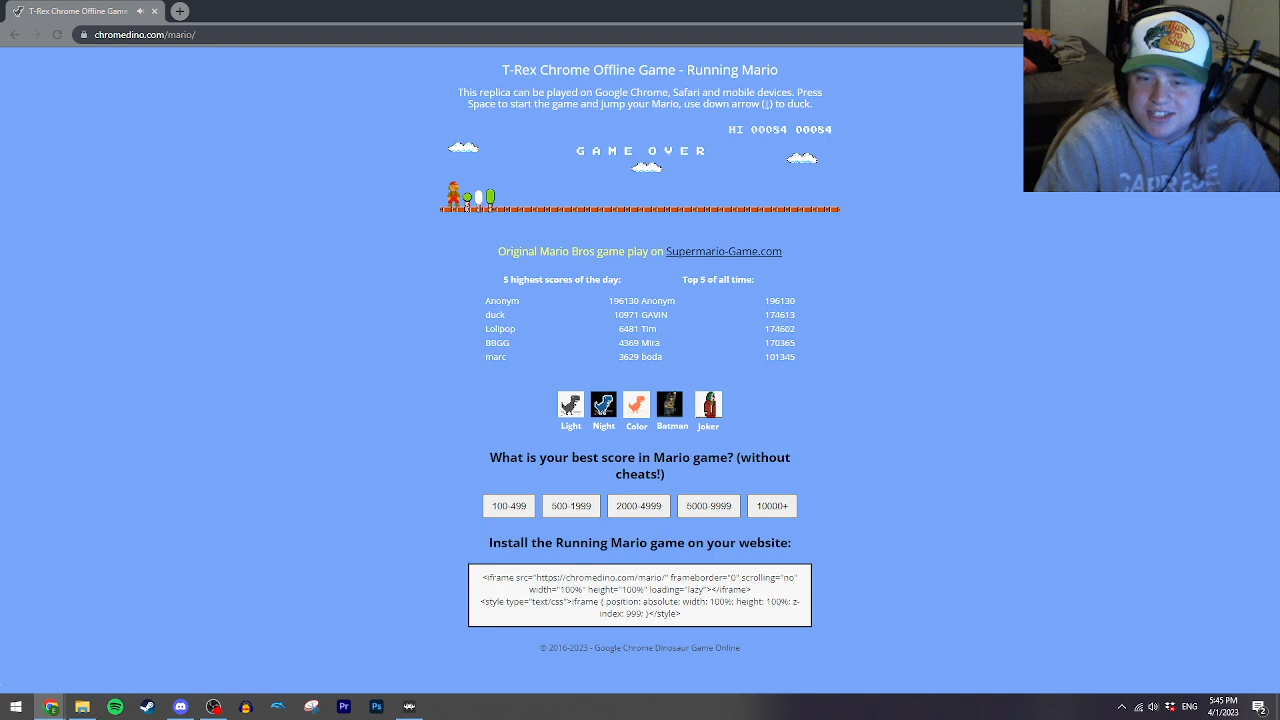 T-Rex Chrome Offline Game
chromedino.com/mario/
Bass Pro Shops
CAPRESE
T-Rex Chrome Offline Game - Running Mario
This replica can be played on Google Chrome, Safari and mobile devices. Press
Space to start the game and jump your Mario, use down arrow (↓) to duck.
HI 00084 00084
GAME OVER
Original Mario Bros game play on Supermario-Game.com
5 highest scores of the day: Top 5 of all time:
Anonym 196130 Anonym 196130
duck 10971 GAVIN 174613
Lolipop 6481 Tim 174602
BBGG 4369 Mira 170365
marc 3629 boda 101345
Light Night Color Batman Joker
What is your best score in Mario game? (without
cheats!)
100-499 500-1999 2000-4999 5000-9999 10000+
Install the Running Mario game on your website:
<iframe src="https://chromedino.com/mario/" frameborder="0" scrolling="no"
width="100%" height="100%" loading="lazy"></iframe>
<style type="text/css">iframe { position: absolute; width: 100%; height: 100%; z-
index: 999; }</style>
© 2016-2023 - Google Chrome Dinosaur Game Online
Pr Ps
5:45 PM
4/1/2023